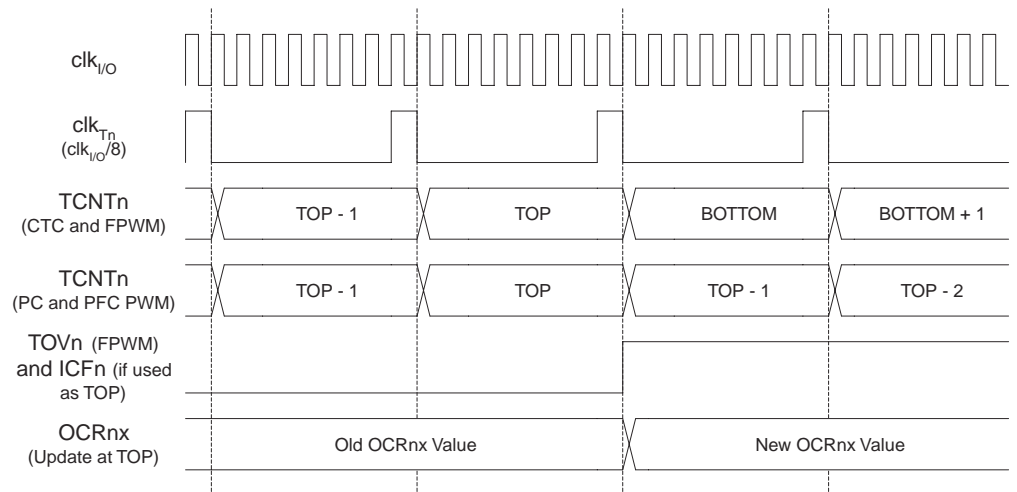 clkI/O
clkTn
(clkI/O/8)
TCNTn
(CTC and FPWM)
TOP - 1
TOP
BOTTOM
BOTTOM + 1
TCNTn
(PC and PFC PWM)
TOP - 1
TOP
TOP - 1
TOP - 2
TOVn (FPWM)
and ICFn (if used
as TOP)
OCRnx
(Update at TOP)
Old OCRnx Value
New OCRnx Value